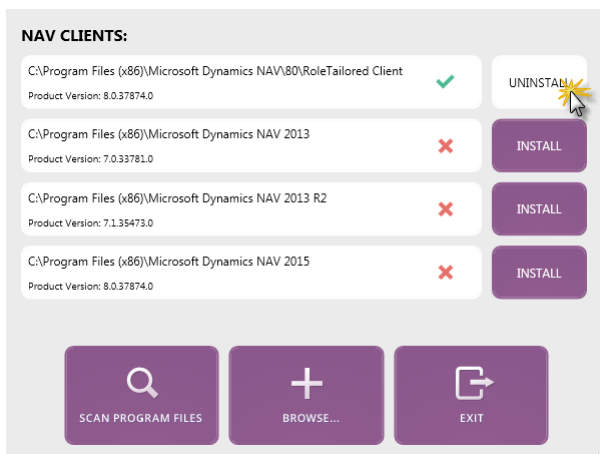 NAV CLIENTS:
C:\Program Files (x86)\Microsoft Dynamics NAV\80\RoleTailored Client
Product Version: 8.0.37874.0
UNINSTALL
C:\Program Files (x86)\Microsoft Dynamics NAV 2013
Product Version: 7.0.33781.0
INSTALL
C:\Program Files (x86)\Microsoft Dynamics NAV 2013 R2
Product Version: 7.1.35473.0
INSTALL
C:\Program Files (x86)\Microsoft Dynamics NAV 2015
Product Version: 8.0.37874.0
INSTALL
SCAN PROGRAM FILES
BROWSE...
EXIT